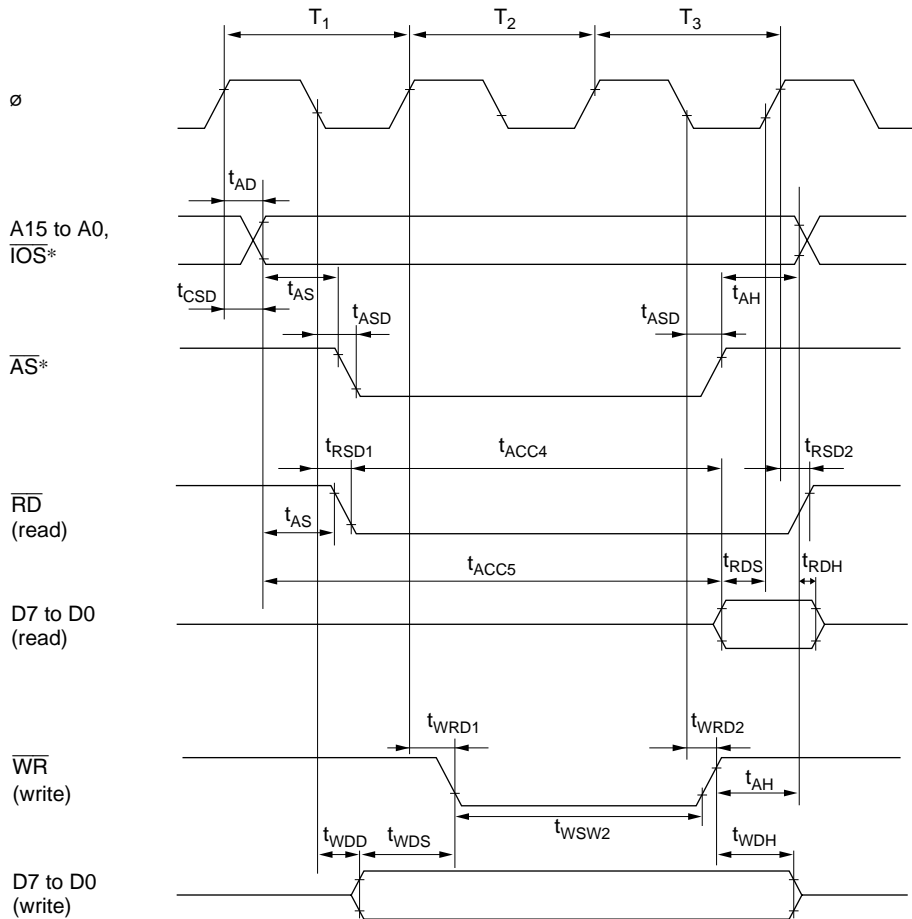 T1 T2 T3
ø
tAD
A15 to A0,
IOS*
tCSD tAS tAH
tASD tASD
AS*
tRSD1 tACC4 tRSD2
RD
(read)
tAS
tACC5 tRDS tRDH
D7 to D0
(read)
tWRD1 tWRD2
WR
(write)
tAH
tWSW2
tWDD tWDS tWDH
D7 to D0
(write)